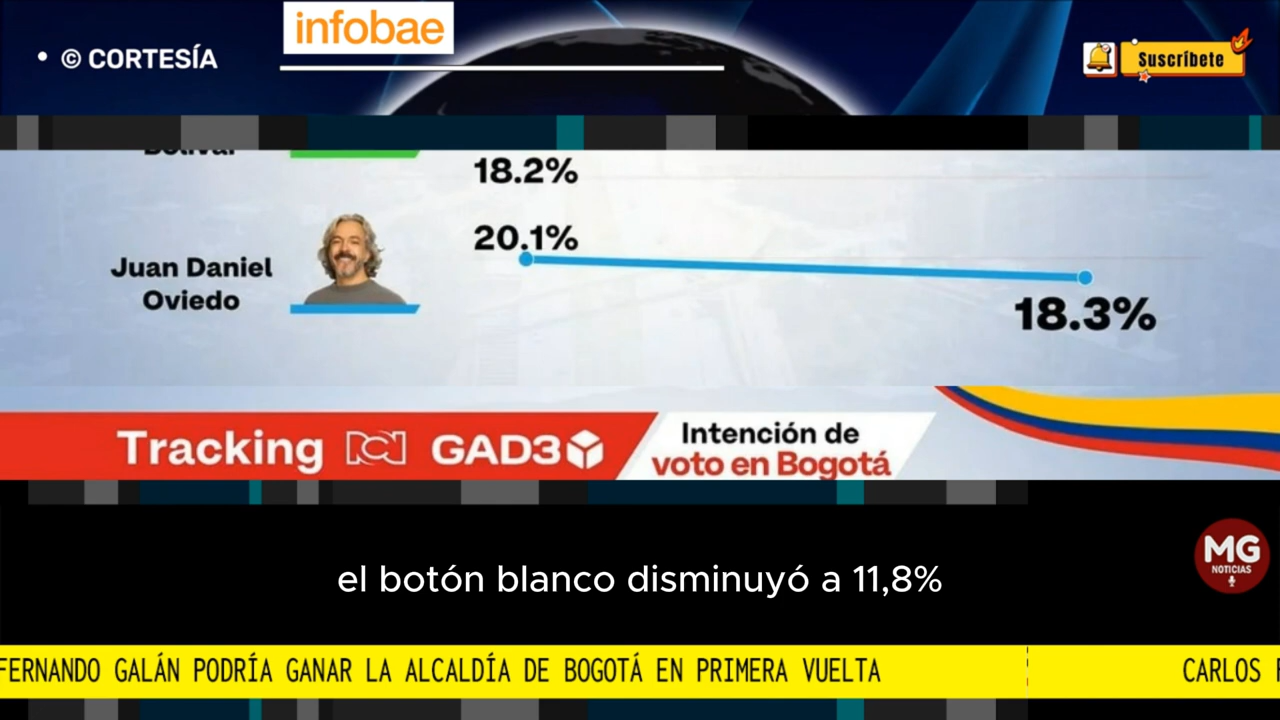 infobae
• © CORTESÍA
Suscríbete
Bolívar
18.2%
20.1%
Juan Daniel
Oviedo
18.3%
Tracking RCN GAD3
Intención de
voto en Bogotá
el botón blanco disminuyó a 11,8%
MG
NOTICIAS
FERNANDO GALÁN PODRÍA GANAR LA ALCALDÍA DE BOGOTÁ EN PRIMERA VUELTA
CARLOS